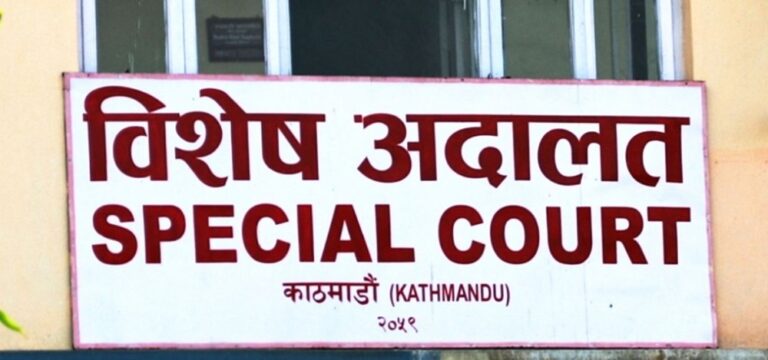 विशेष अदालत
SPECIAL COURT
काठमाडौं (KATHMANDU)
२०५९